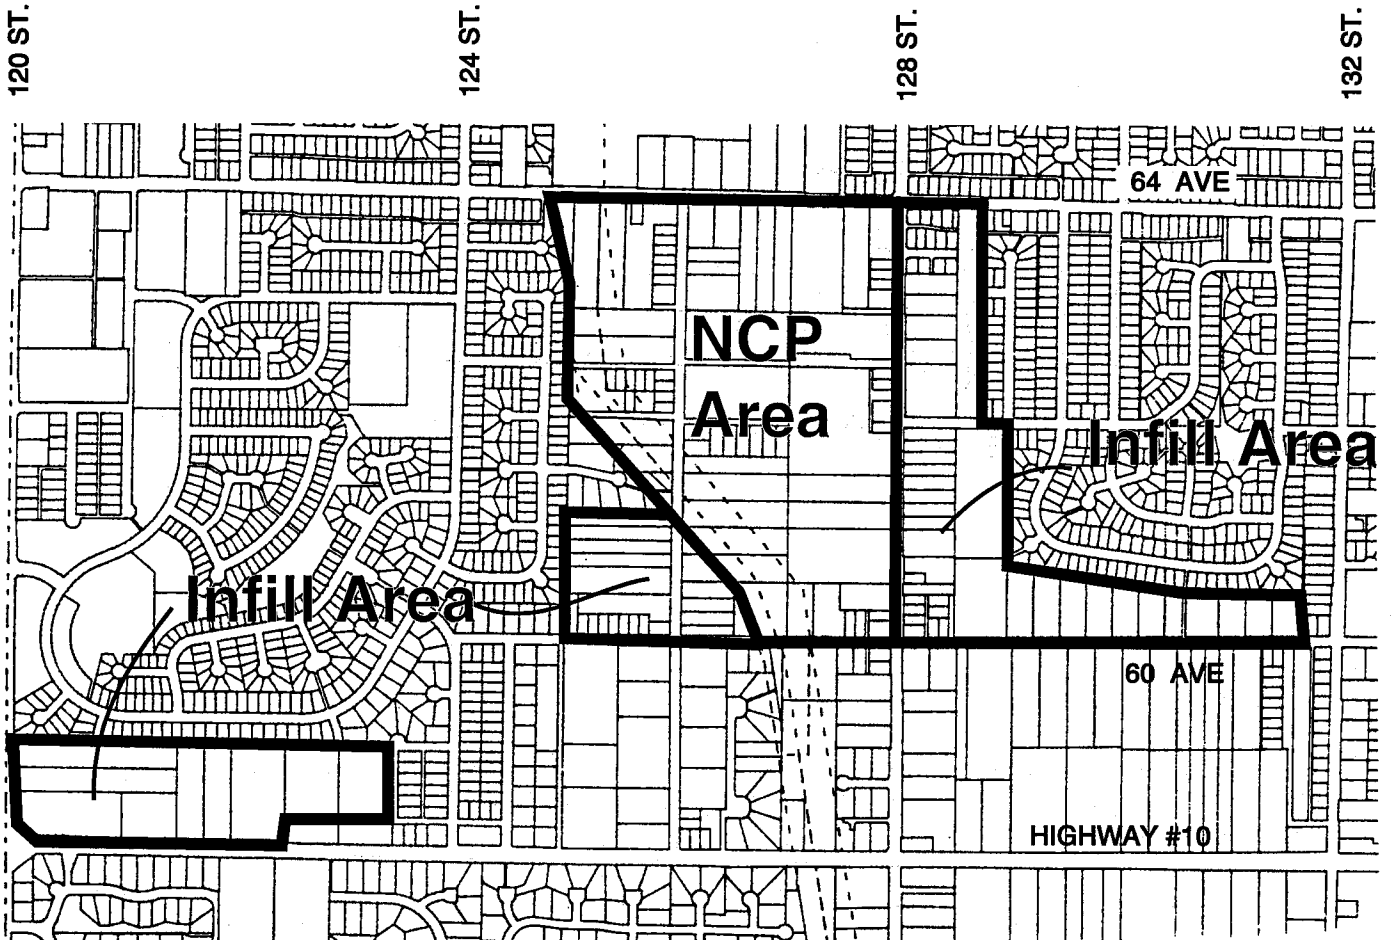 120 ST.
124 ST.
128 ST.
132 ST.
64 AVE
NCP
Area
Infill Area
Infill Area
60 AVE
HIGHWAY #10